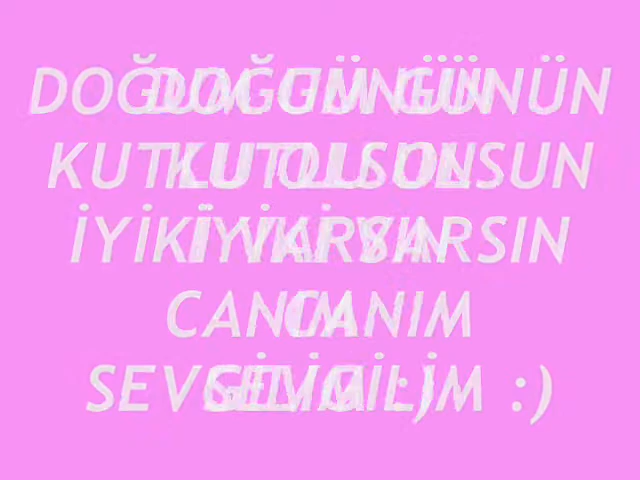 DOĞUM GÜNÜN
KUTLU OLSUN
İYİKİ VARSIN
CANIM
SEVGİLİM :)